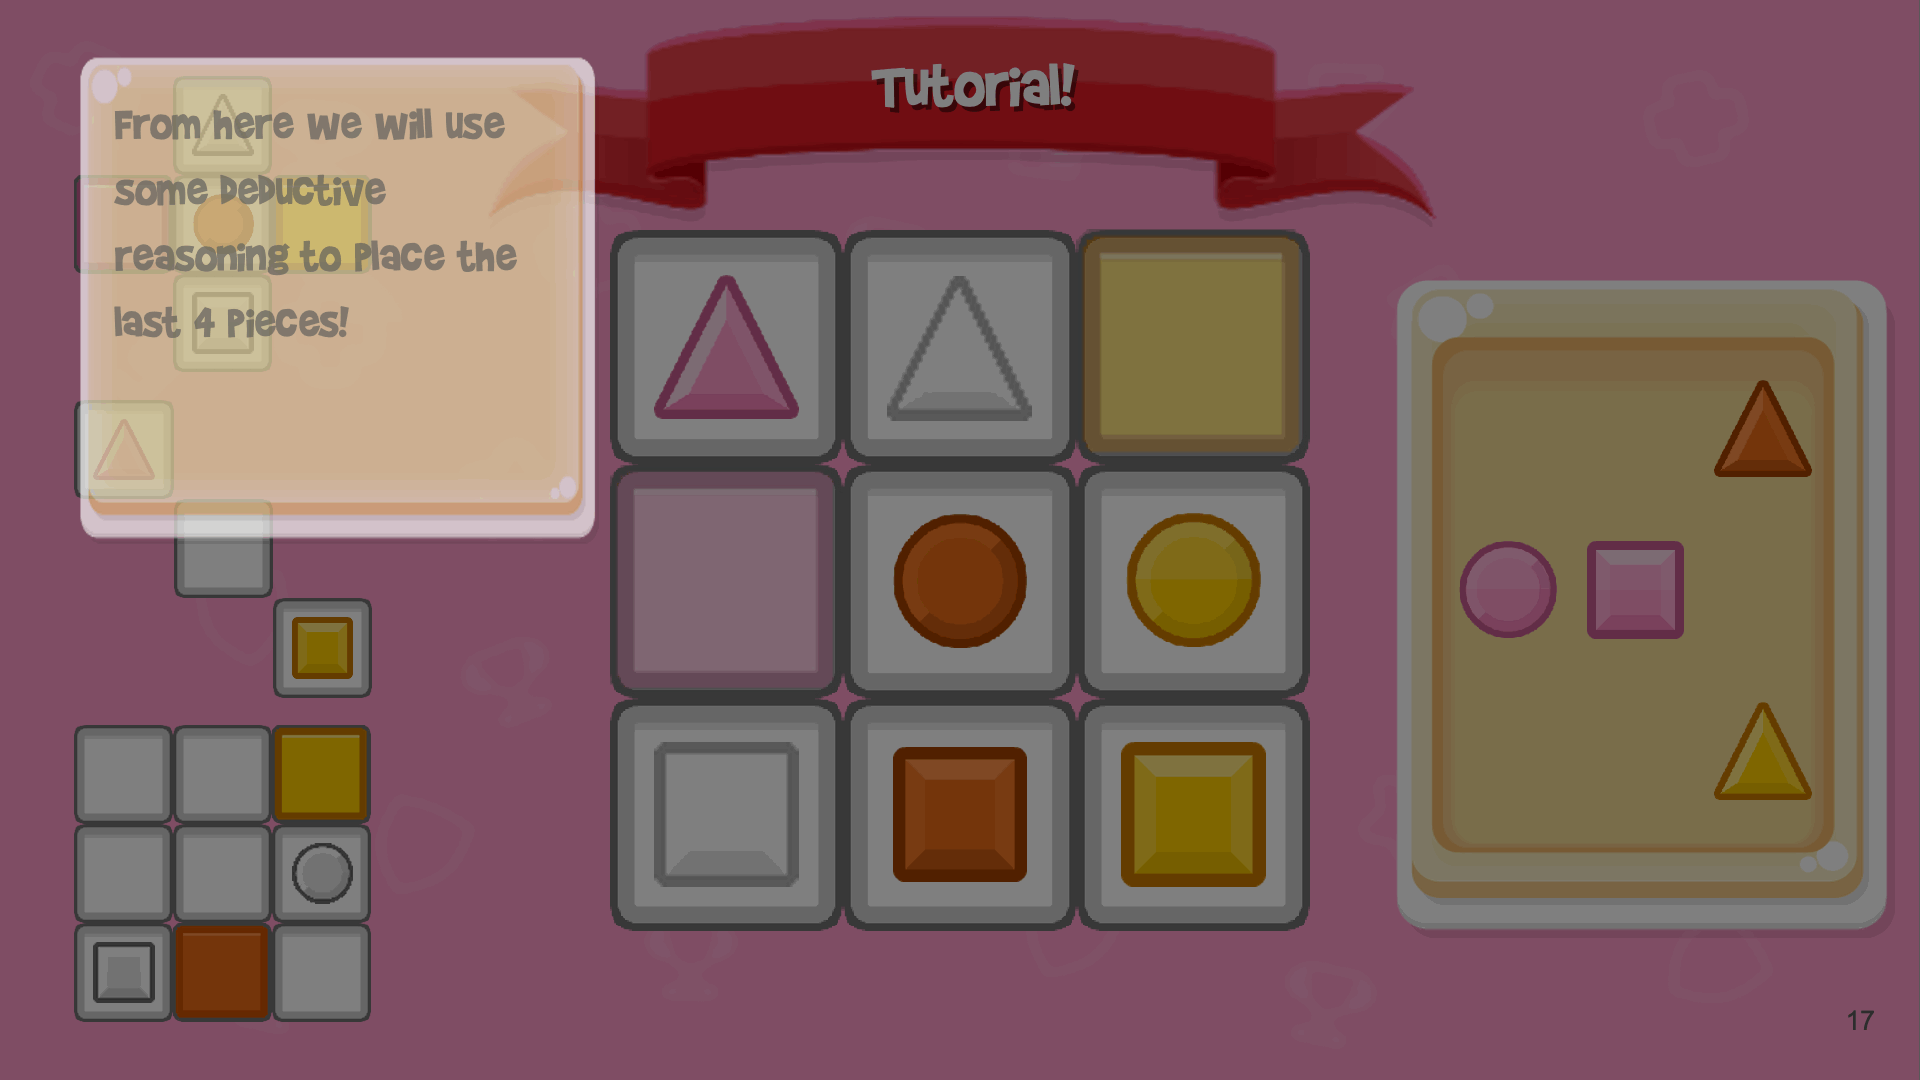 Tutorial!
From here we will use
some deductive
reasoning to place the
last 4 pieces!
17